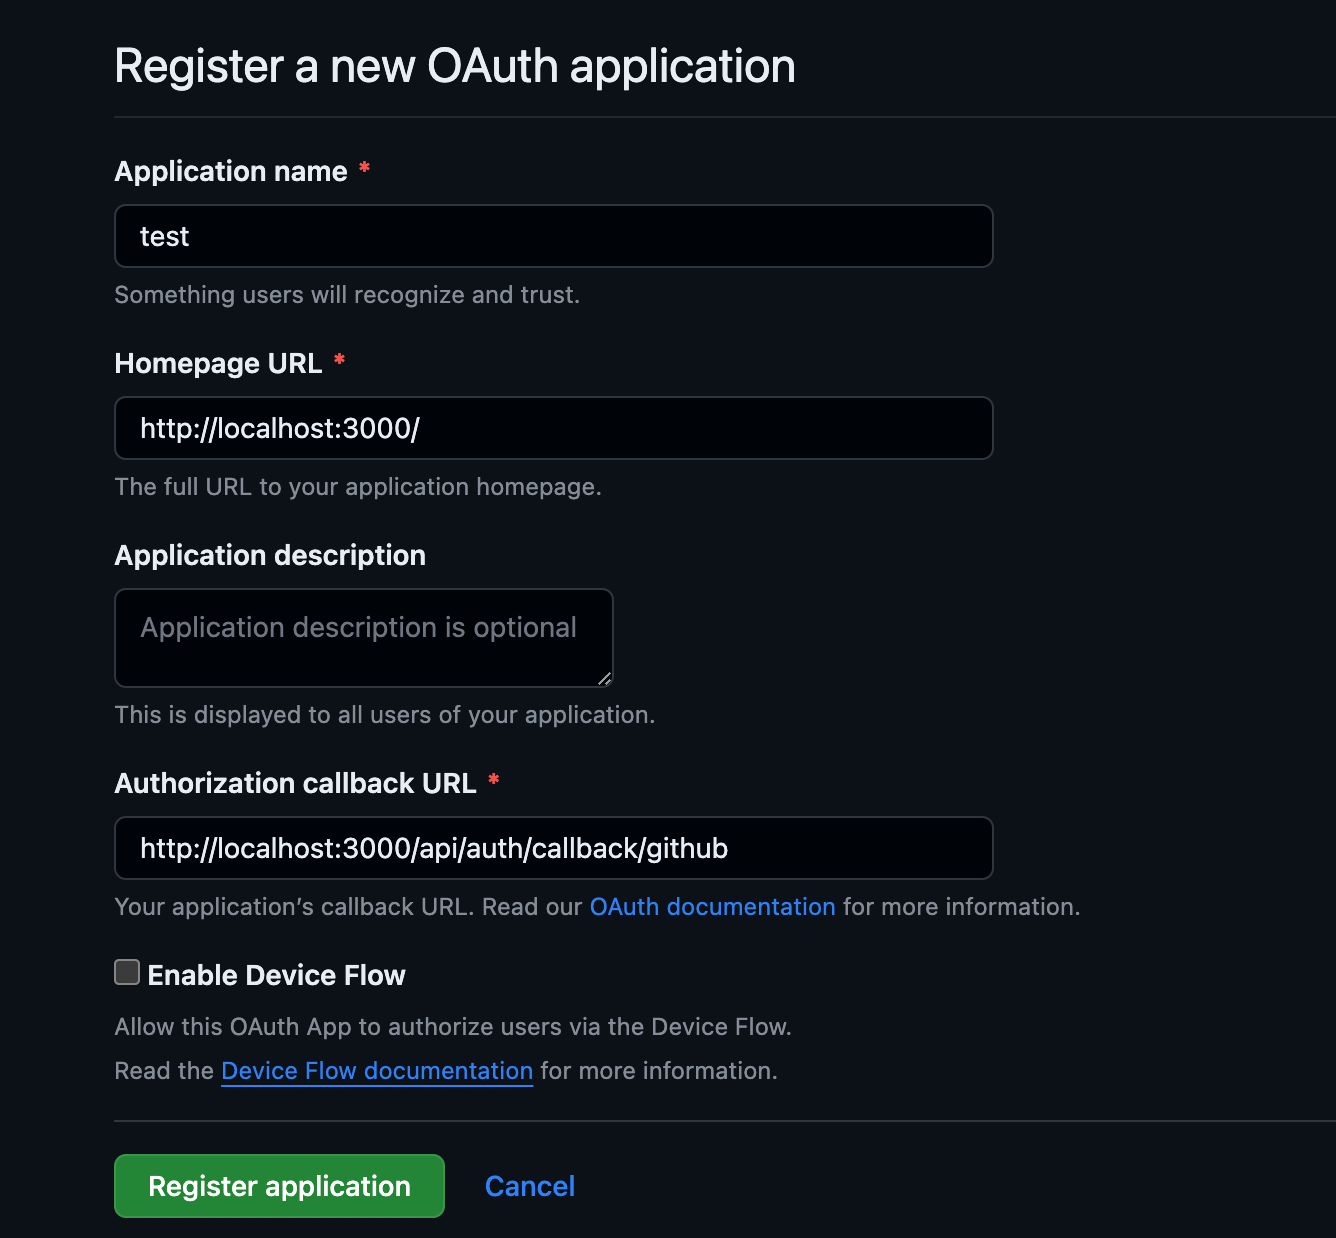 Register a new OAuth application
Application name *
test
Something users will recognize and trust.
Homepage URL *
http://localhost:3000/
The full URL to your application homepage.
Application description
Application description is optional
This is displayed to all users of your application.
Authorization callback URL *
http://localhost:3000/api/auth/callback/github
Your application’s callback URL. Read our OAuth documentation for more information.
Enable Device Flow
Allow this OAuth App to authorize users via the Device Flow.
Read the Device Flow documentation for more information.
Register application Cancel